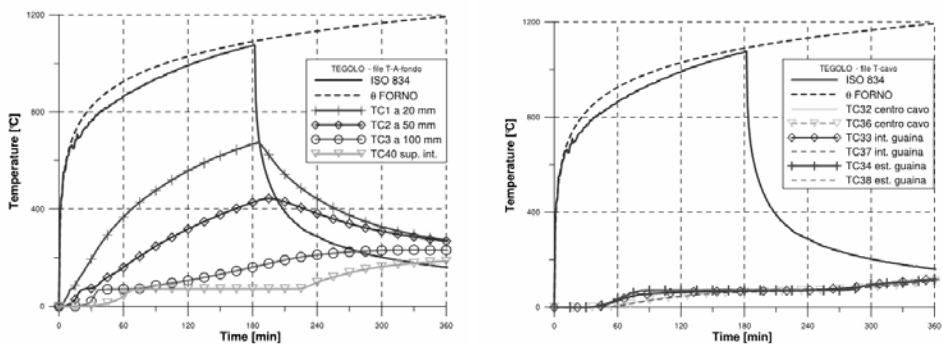 1200
800
400
0
Temperature [°C]
0 60 120 180 240 300 360
Time [min]
TEGOLO - file T-A-fondo
ISO 834
θ FORNO
TC1 a 20 mm
TC2 a 50 mm
TC3 a 100 mm
TC40 sup. int.
1200
800
400
0
Temperature [°C]
0 60 120 180 240 300 360
Time [min]
TEGOLO - file T-cavo
ISO 834
θ FORNO
TC32 centro cavo
TC36 centro cavo
TC33 int. guaina
TC37 int. guaina
TC34 est. guaina
TC38 est. guaina